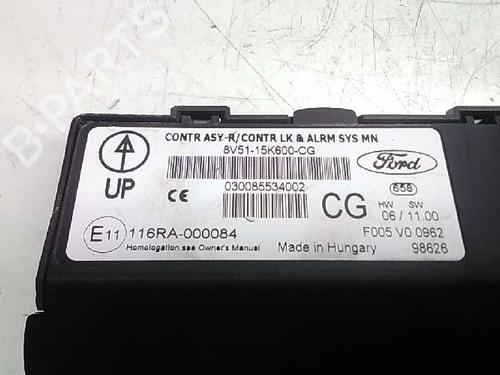 B-PARTS
CONTR ASY-R/CONTR LK & ALRM SYS MN
8V51-15K600-CG
Ford
UP
CE
030085534002
CG
658
HW SW
06 / 11.00
E11 116RA-000084
F005 V0 0962
Homologation see Owner's Manual
Made in Hungary
98626